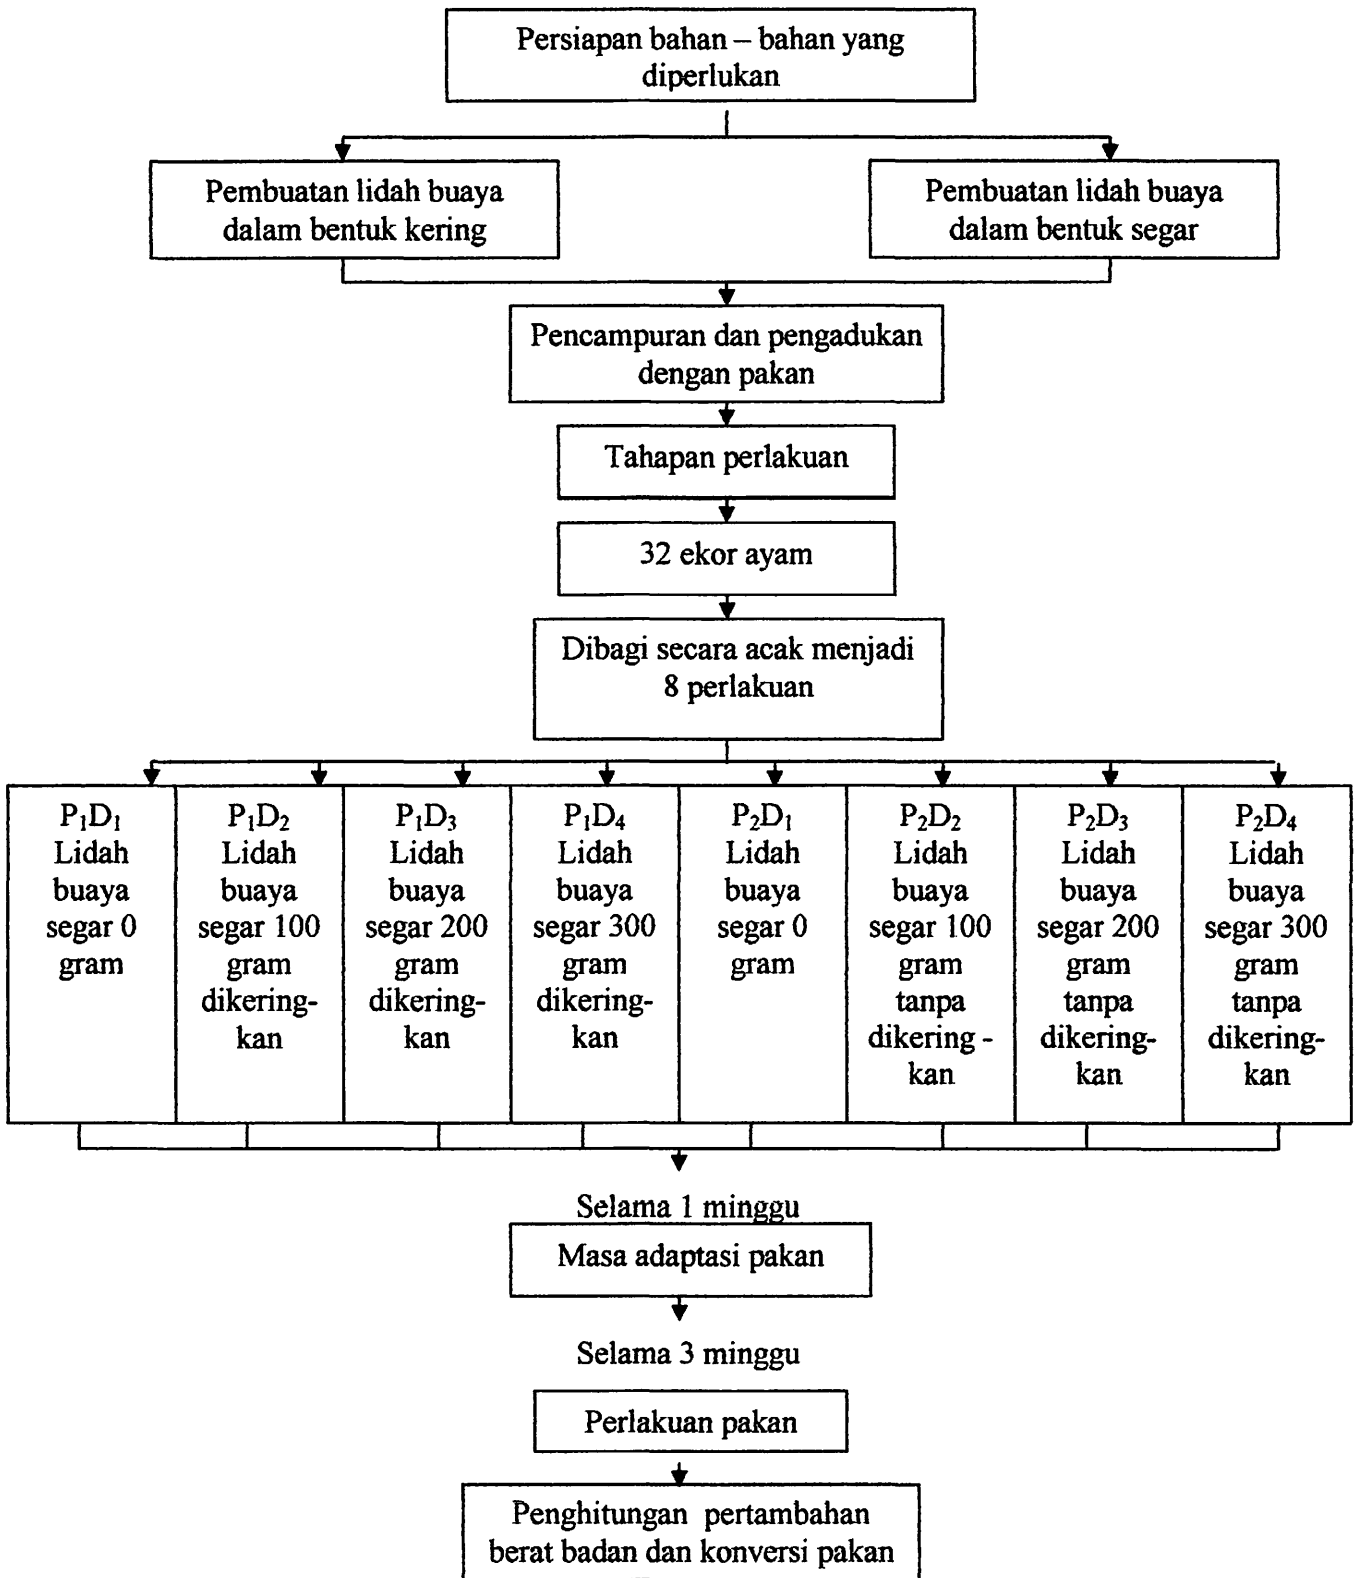 Persiapan bahan – bahan yang
diperlukan
Pembuatan lidah buaya
dalam bentuk kering
Pembuatan lidah buaya
dalam bentuk segar
Pencampuran dan pengadukan
dengan pakan
Tahapan perlakuan
32 ekor ayam
Dibagi secara acak menjadi
8 perlakuan
P₁D₁
Lidah
buaya
segar 0
gram
P₁D₂
Lidah
buaya
segar 100
gram
dikering-
kan
P₁D₃
Lidah
buaya
segar 200
gram
dikering-
kan
P₁D₄
Lidah
buaya
segar 300
gram
dikering-
kan
P₂D₁
Lidah
buaya
segar 0
gram
P₂D₂
Lidah
buaya
segar 100
gram
tanpa
dikering -
kan
P₂D₃
Lidah
buaya
segar 200
gram
tanpa
dikering-
kan
P₂D₄
Lidah
buaya
segar 300
gram
tanpa
dikering-
kan
Selama 1 minggu
Masa adaptasi pakan
Selama 3 minggu
Perlakuan pakan
Penghitungan pertambahan
berat badan dan konversi pakan